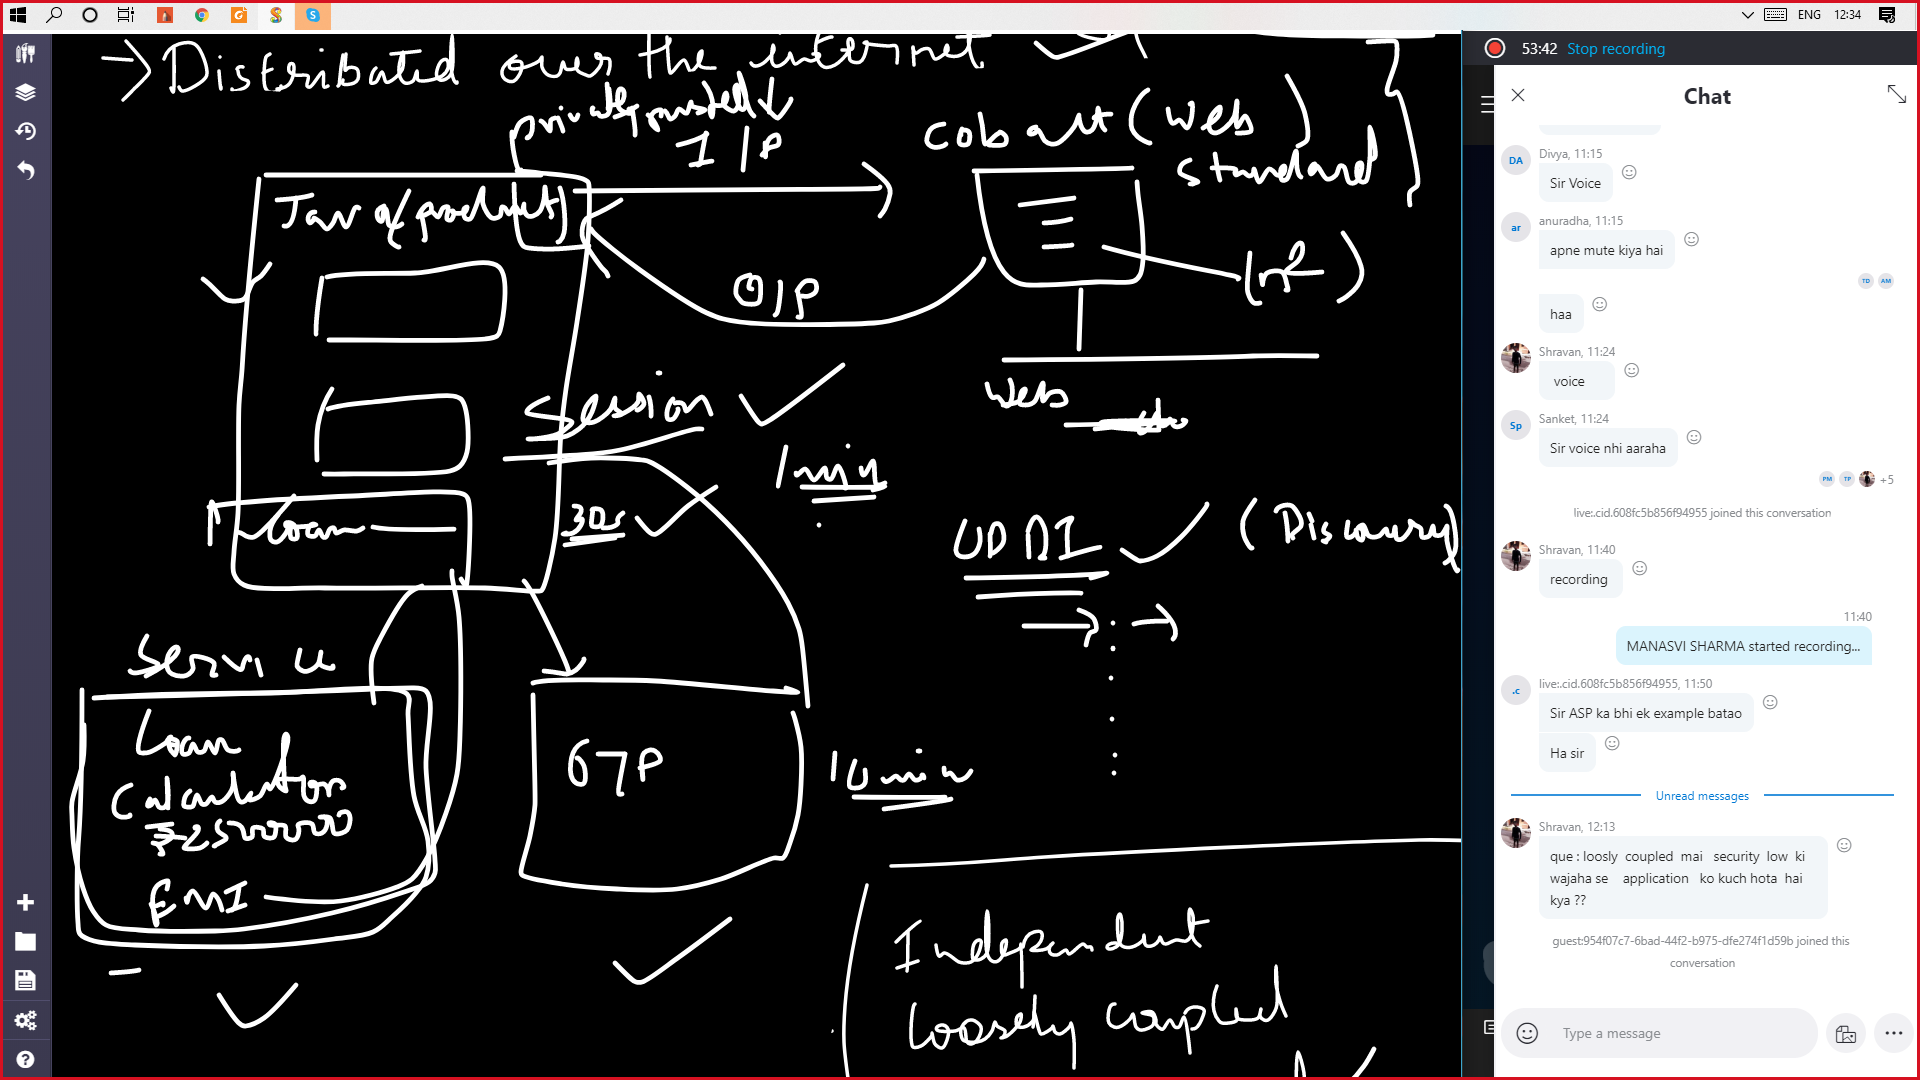 ENG 12:34
→ Distributed over the internet
private trusted
I/P
Cobalt (Web
Standard)
Java (product)
O/P
(n²)
Web
Session
1 min
Loan
30s
UDDI
(Discovery)
Service
Loan
Calculator
EMI
67P
10 min
Independent
Loosely coupled
53:42 Stop recording
Chat
DA
Divya, 11:15
Sir Voice
ar
anuradha, 11:15
apne mute kiya hai
TD AM
haa
Shravan, 11:24
voice
Sp
Sanket, 11:24
Sir voice nhi aaraha
PM TP +5
live:.cid.608fc5b856f94955 joined this conversation
Shravan, 11:40
recording
11:40
MANASVI SHARMA started recording...
.c
live:.cid.608fc5b856f94955, 11:50
Sir ASP ka bhi ek example batao
Ha sir
Unread messages
Shravan, 12:13
que : loosly coupled mai security low ki
wajaha se application ko kuch hota hai
kya ??
guest:954f07c7-6bad-44f2-b975-dfe274f1d59b joined this
conversation
Type a message